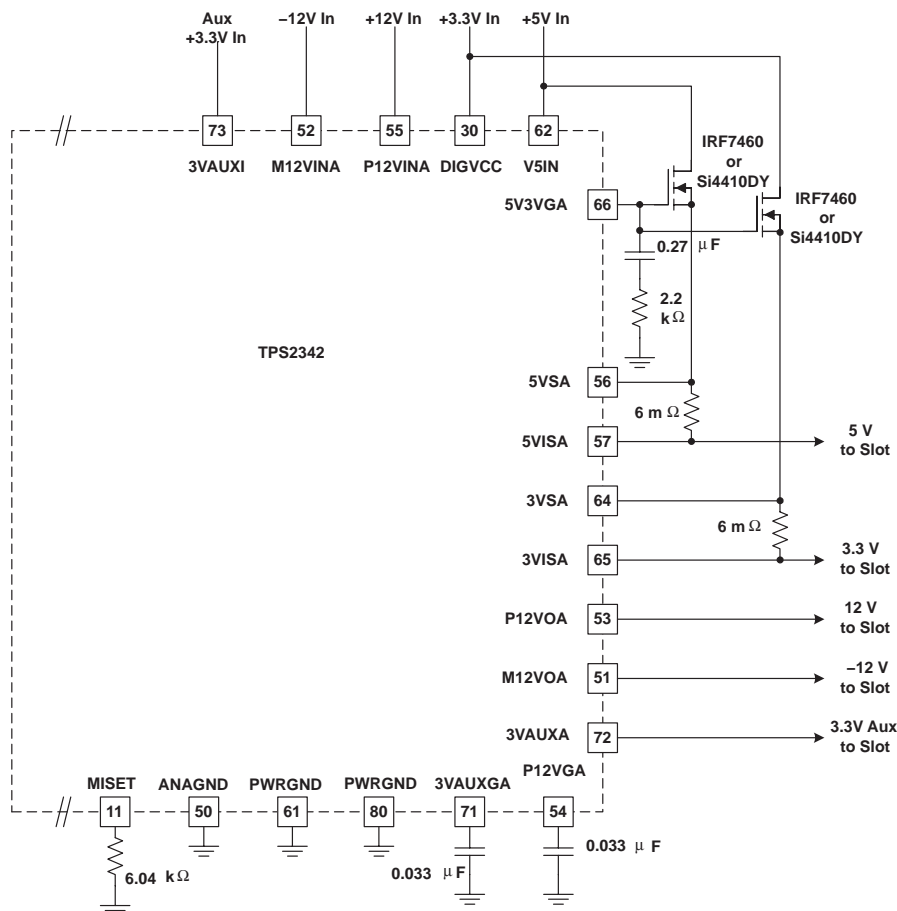 Aux
+3.3V In
–12V In
+12V In
+3.3V In
+5V In
73
52
55
30
62
3VAUXI
M12VINA
P12VINA
DIGVCC
V5IN
IRF7460
or
Si4410DY
IRF7460
or
Si4410DY
5V3VGA
66
0.27 μF
2.2
kΩ
TPS2342
5VSA
56
6 mΩ
5VISA
57
5 V
to Slot
3VSA
64
6 mΩ
3VISA
65
3.3 V
to Slot
P12VOA
53
12 V
to Slot
M12VOA
51
–12 V
to Slot
3VAUXA
72
3.3V Aux
to Slot
P12VGA
MISET
ANAGND
PWRGND
PWRGND
3VAUXGA
11
50
61
80
71
54
6.04 kΩ
0.033 μF
0.033 μF